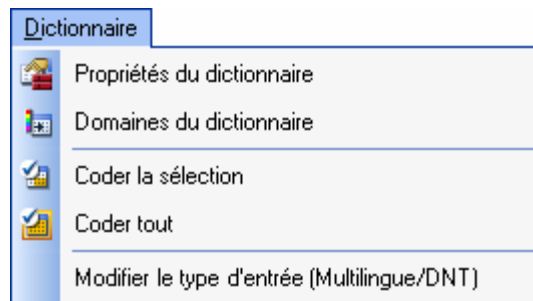 Dictionnaire
Propriétés du dictionnaire
Domaines du dictionnaire
Coder la sélection
Coder tout
Modifier le type d'entrée (Multilingue/DNT)